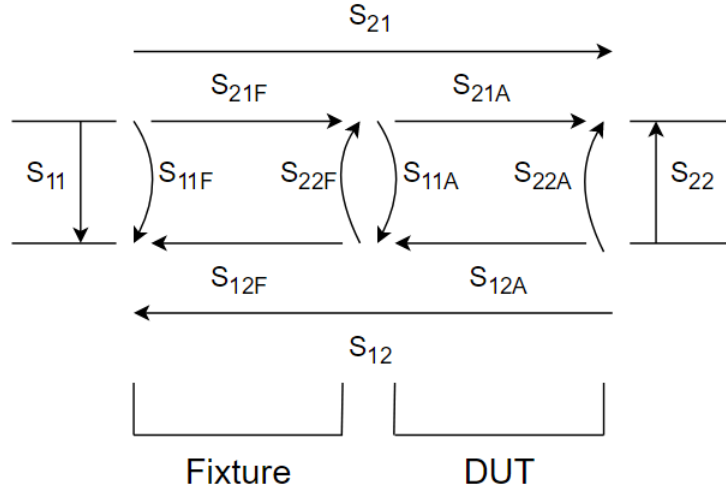 S21
S21F S21A
S11 S11F S22F S11A S22A S22
S12F S12A
S12
Fixture DUT